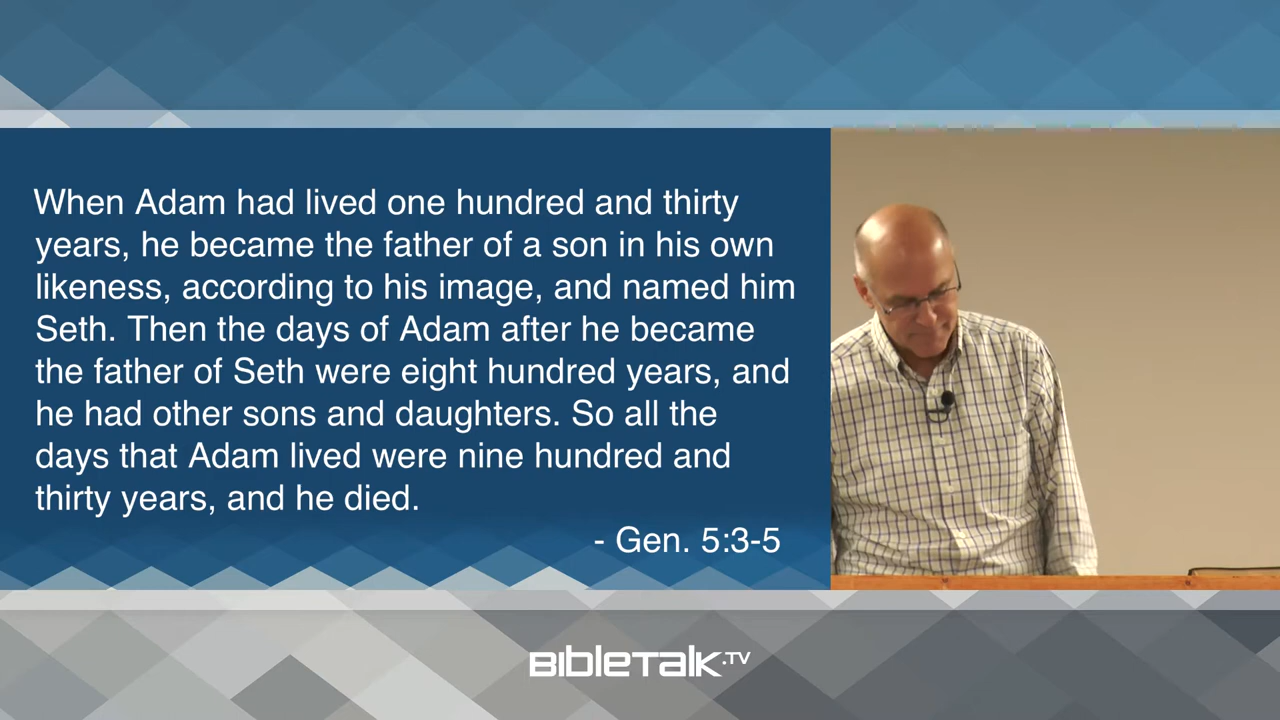 When Adam had lived one hundred and thirty
years, he became the father of a son in his own
likeness, according to his image, and named him
Seth. Then the days of Adam after he became
the father of Seth were eight hundred years, and
he had other sons and daughters. So all the
days that Adam lived were nine hundred and
thirty years, and he died.
- Gen. 5:3-5
BIBLETALK.TV